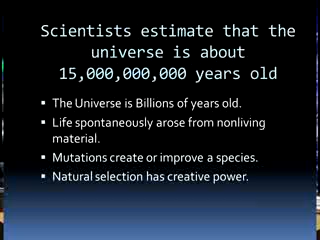 Scientists estimate that the
universe is about
15,000,000,000 years old
▪ The Universe is Billions of years old.
▪ Life spontaneously arose from nonliving
material.
▪ Mutations create or improve a species.
▪ Natural selection has creative power.